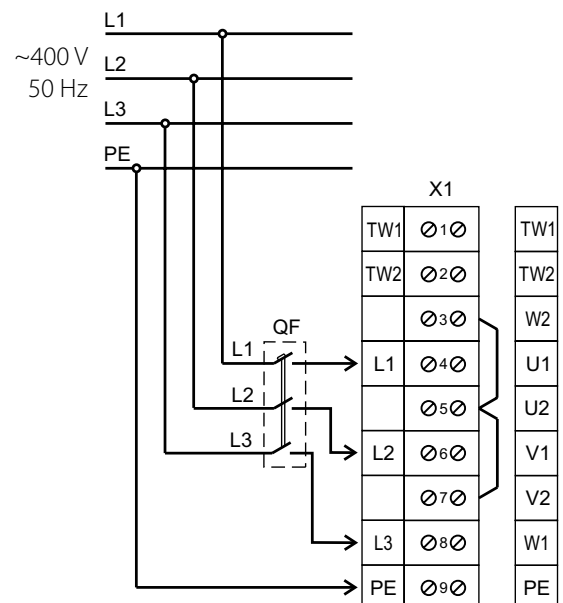 L1
~400 V
L2
50 Hz
L3
PE
X1
TW1 1 TW1
TW2 2 TW2
3 W2
QF
L1
L1 4 U1
L2
5 U2
L3
L2 6 V1
7 V2
L3 8 W1
PE 9 PE